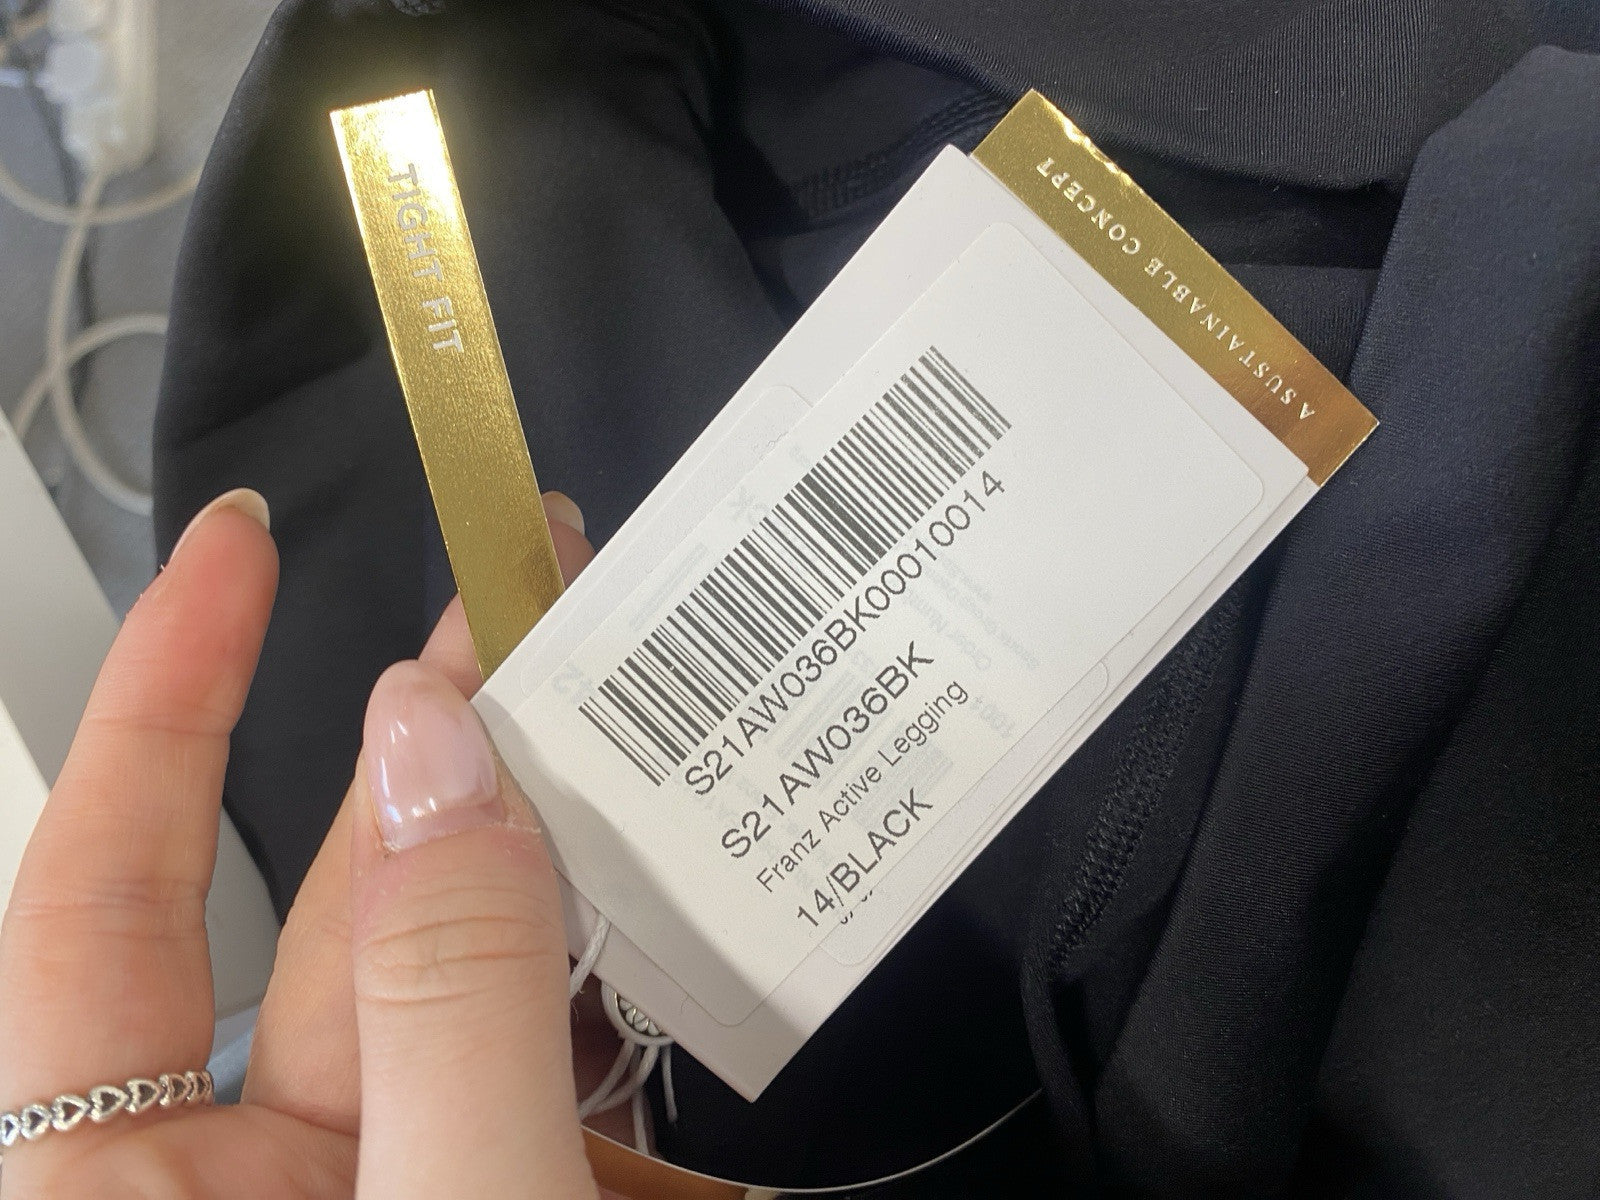 TIGHT FIT
A SUSTAINABLE CONCEPT
S21AW036BK00010014
S21AW036BK
Franz Active Legging
14/BLACK